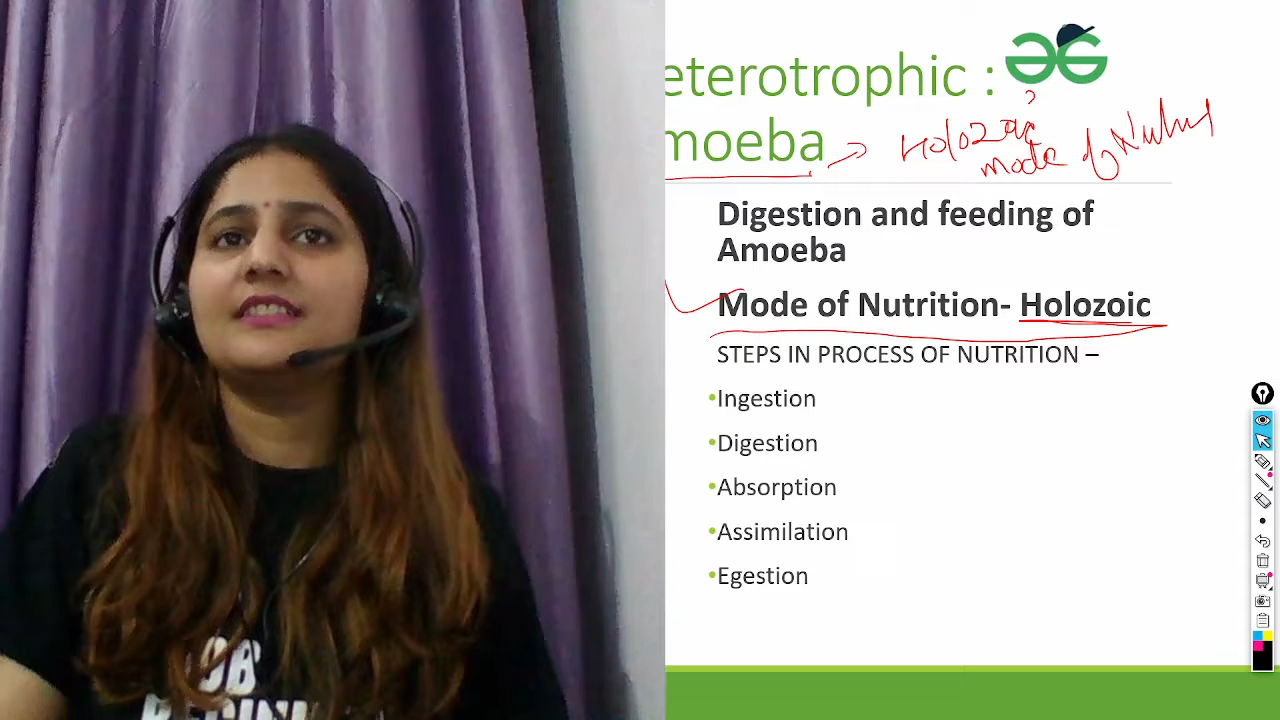 eterotrophic :
moeba → Holozoic
mode of
Digestion and feeding of
Amoeba
Mode of Nutrition- Holozoic
STEPS IN PROCESS OF NUTRITION –
•Ingestion
•Digestion
•Absorption
•Assimilation
•Egestion